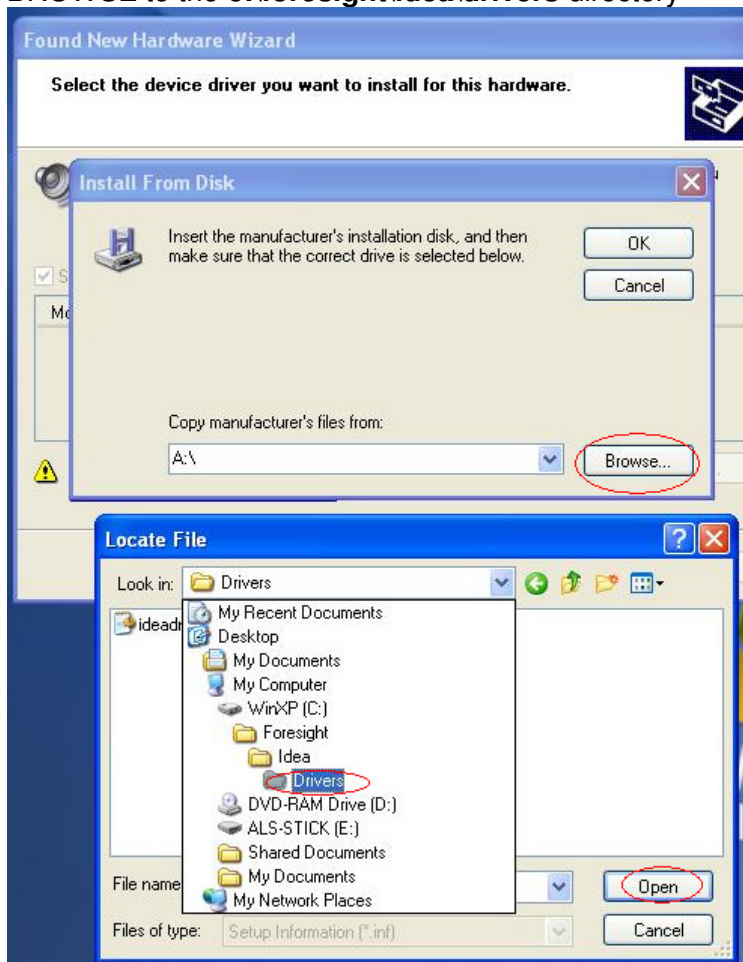 directory
Found New Hardware Wizard
Select the device driver you want to install for this hardware.
Install From Disk
Insert the manufacturer's installation disk, and then
make sure that the correct drive is selected below.
OK
Cancel
Copy manufacturer's files from:
A:\
Browse...
Locate File
Look in: Drivers
My Recent Documents
Desktop
My Documents
My Computer
WinXP (C:)
Foresight
Idea
Drivers
DVD-RAM Drive (D:)
ALS-STICK (E:)
Shared Documents
My Documents
My Network Places
File name
Open
Files of type: Setup Information (*.inf)
Cancel